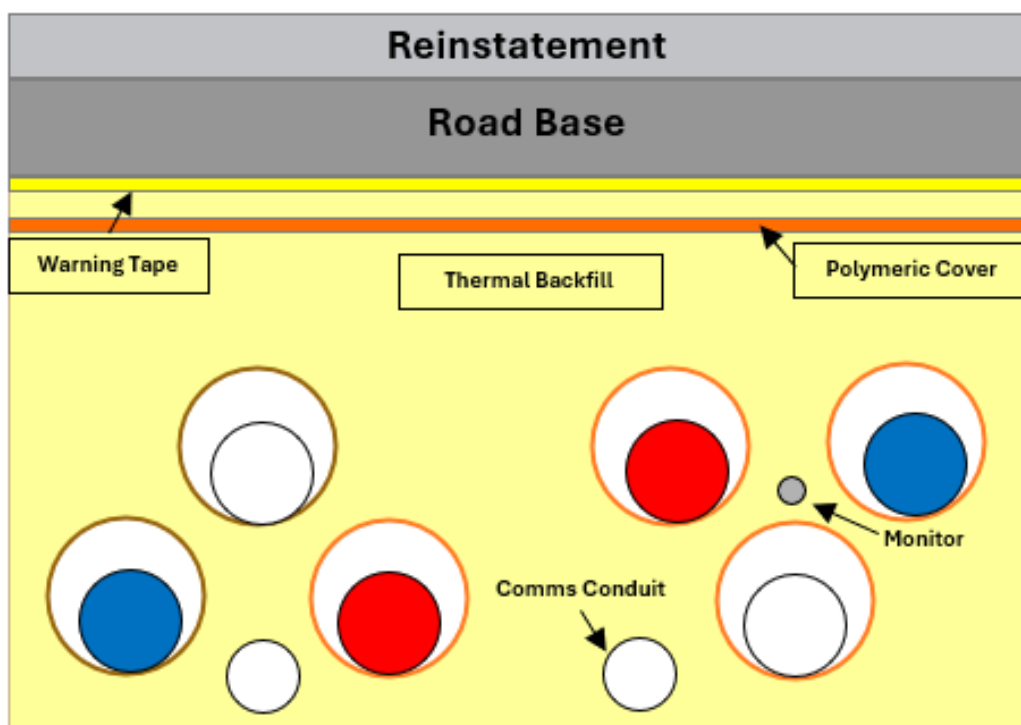 Reinstatement
Road Base
Warning Tape
Thermal Backfill
Polymeric Cover
Monitor
Comms Conduit